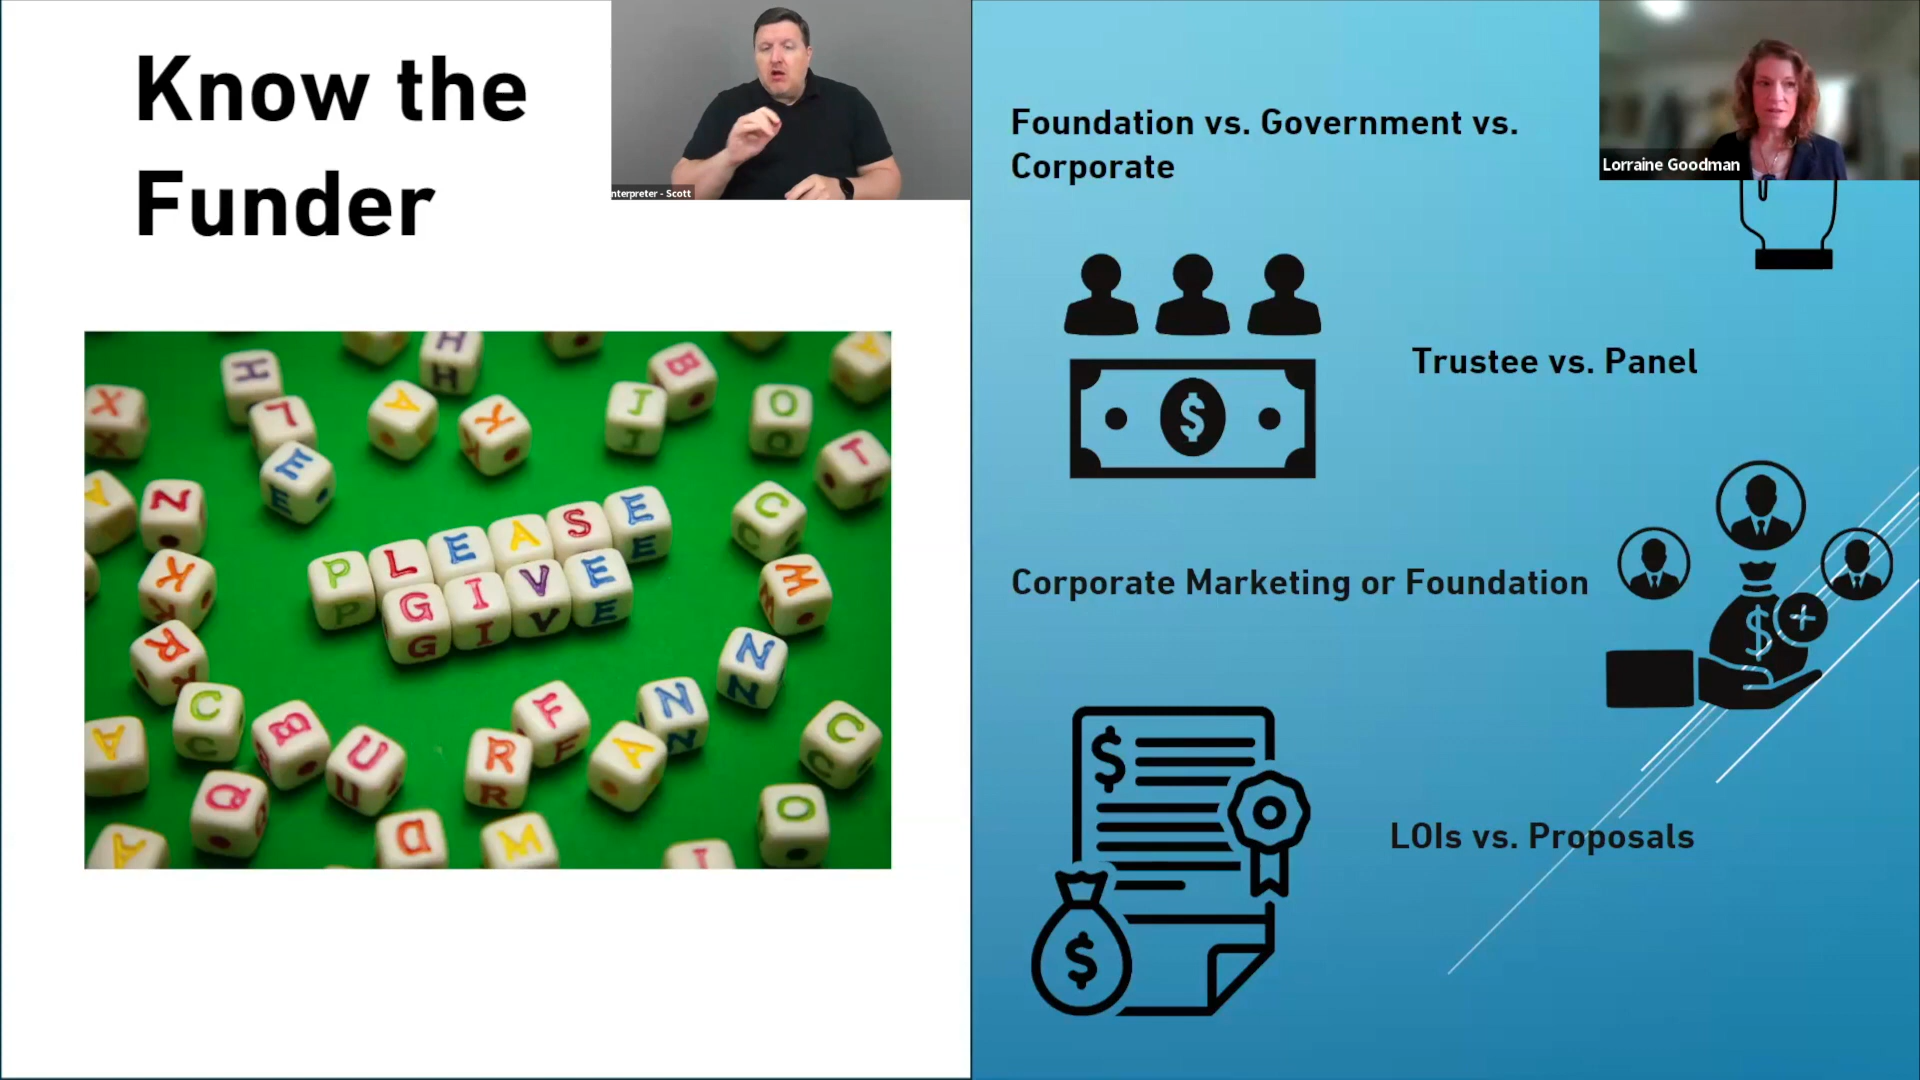 Know the
Funder
nterpreter - Scott
Foundation vs. Government vs.
Corporate
Lorraine Goodman
Trustee vs. Panel
Corporate Marketing or Foundation
LOIs vs. Proposals
PLEASE
GIVE
$
$
$
$